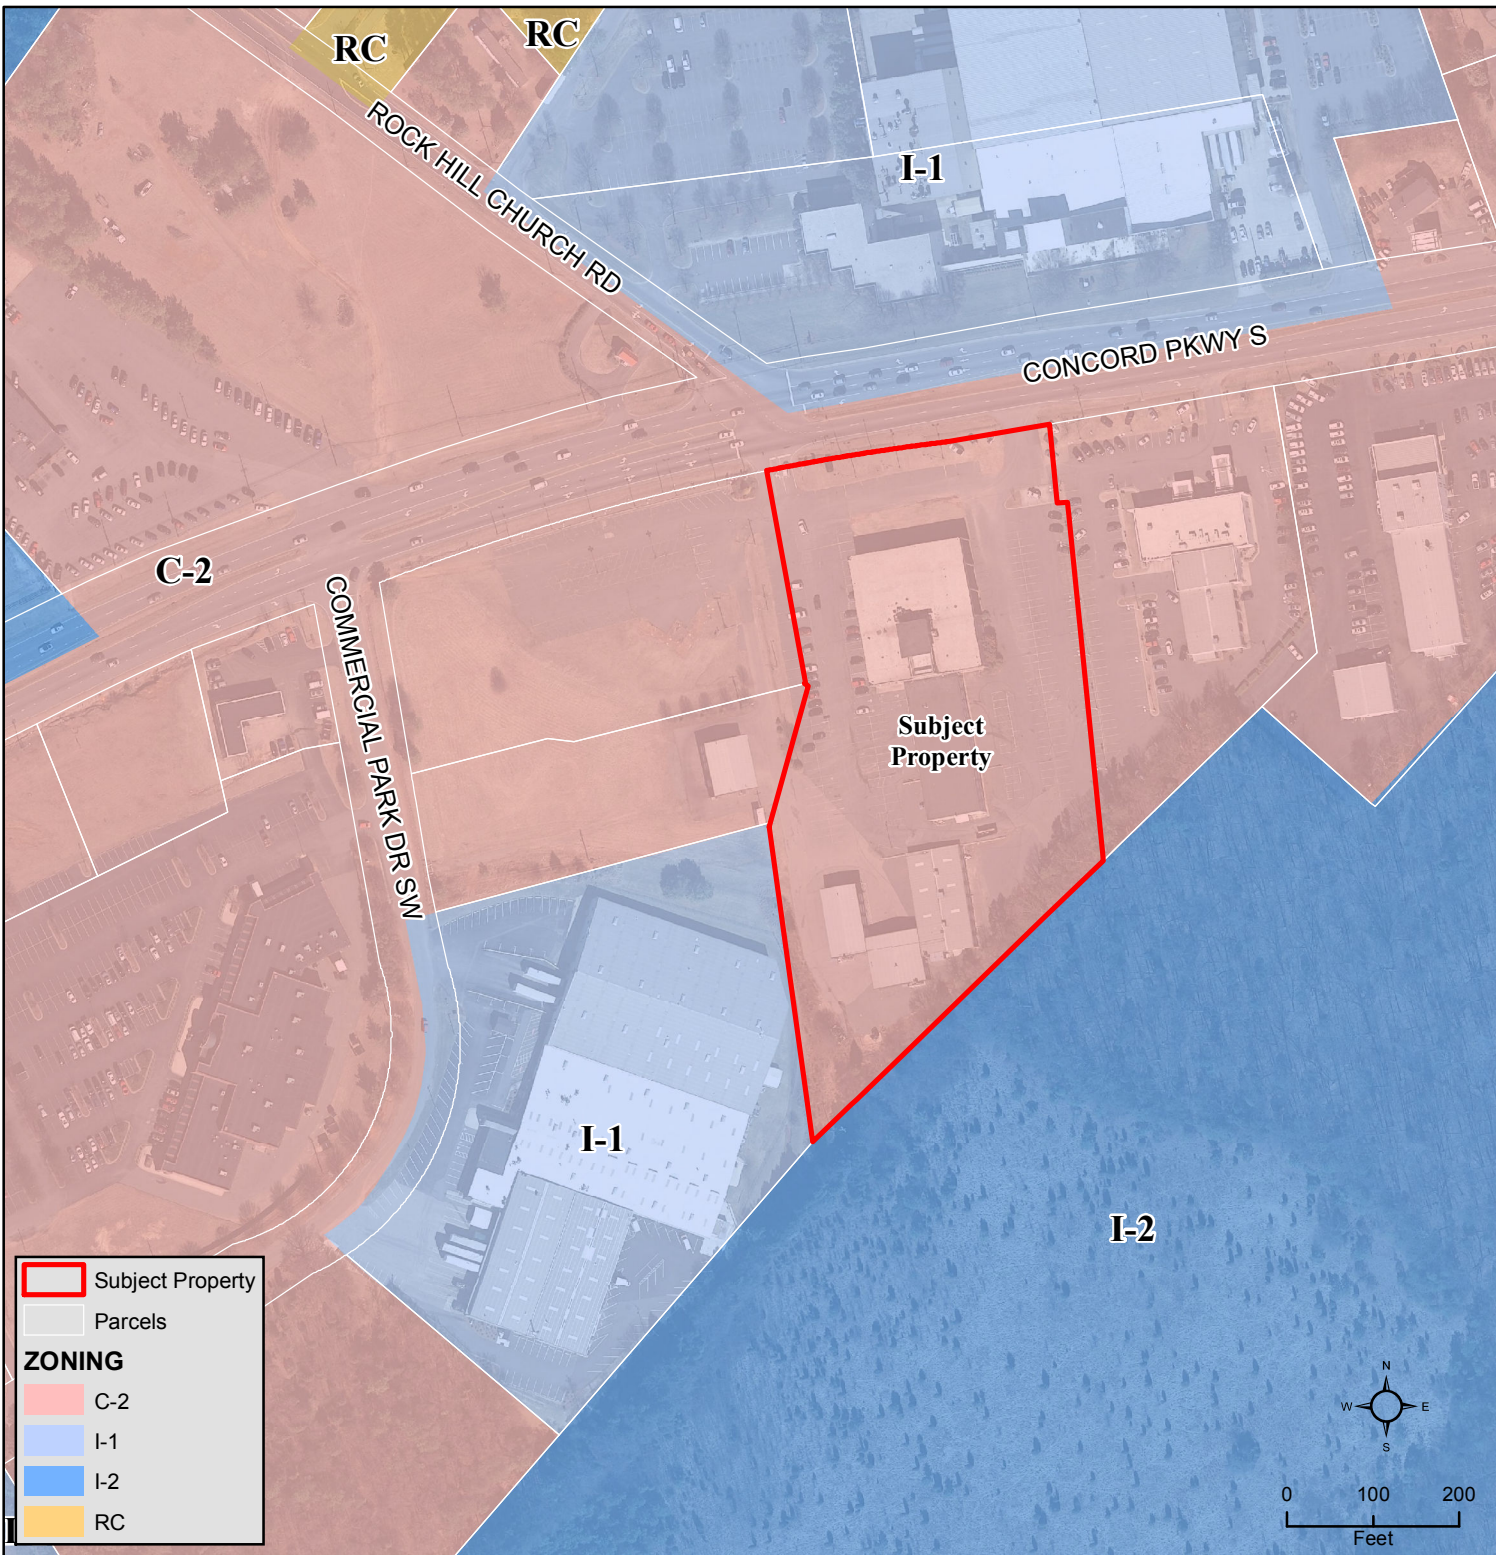 RC
RC
ROCK HILL CHURCH RD
I-1
CONCORD PKWY S
C-2
COMMERCIAL PARK DR SW
Subject
Property
I-1
I-2
Subject Property
Parcels
ZONING
C-2
I-1
I-2
RC
N
W
E
S
0 100 200
Feet